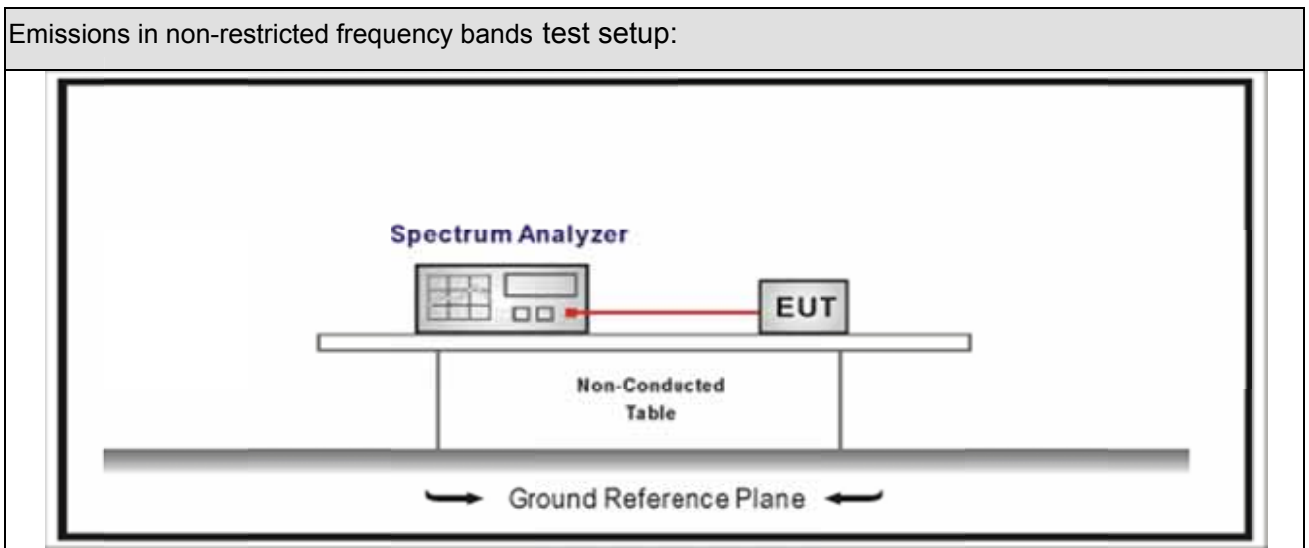 Emissions in non-restricted frequency bands test setup:
Spectrum Analyzer
EUT
Non-Conducted
Table
Ground Reference Plane